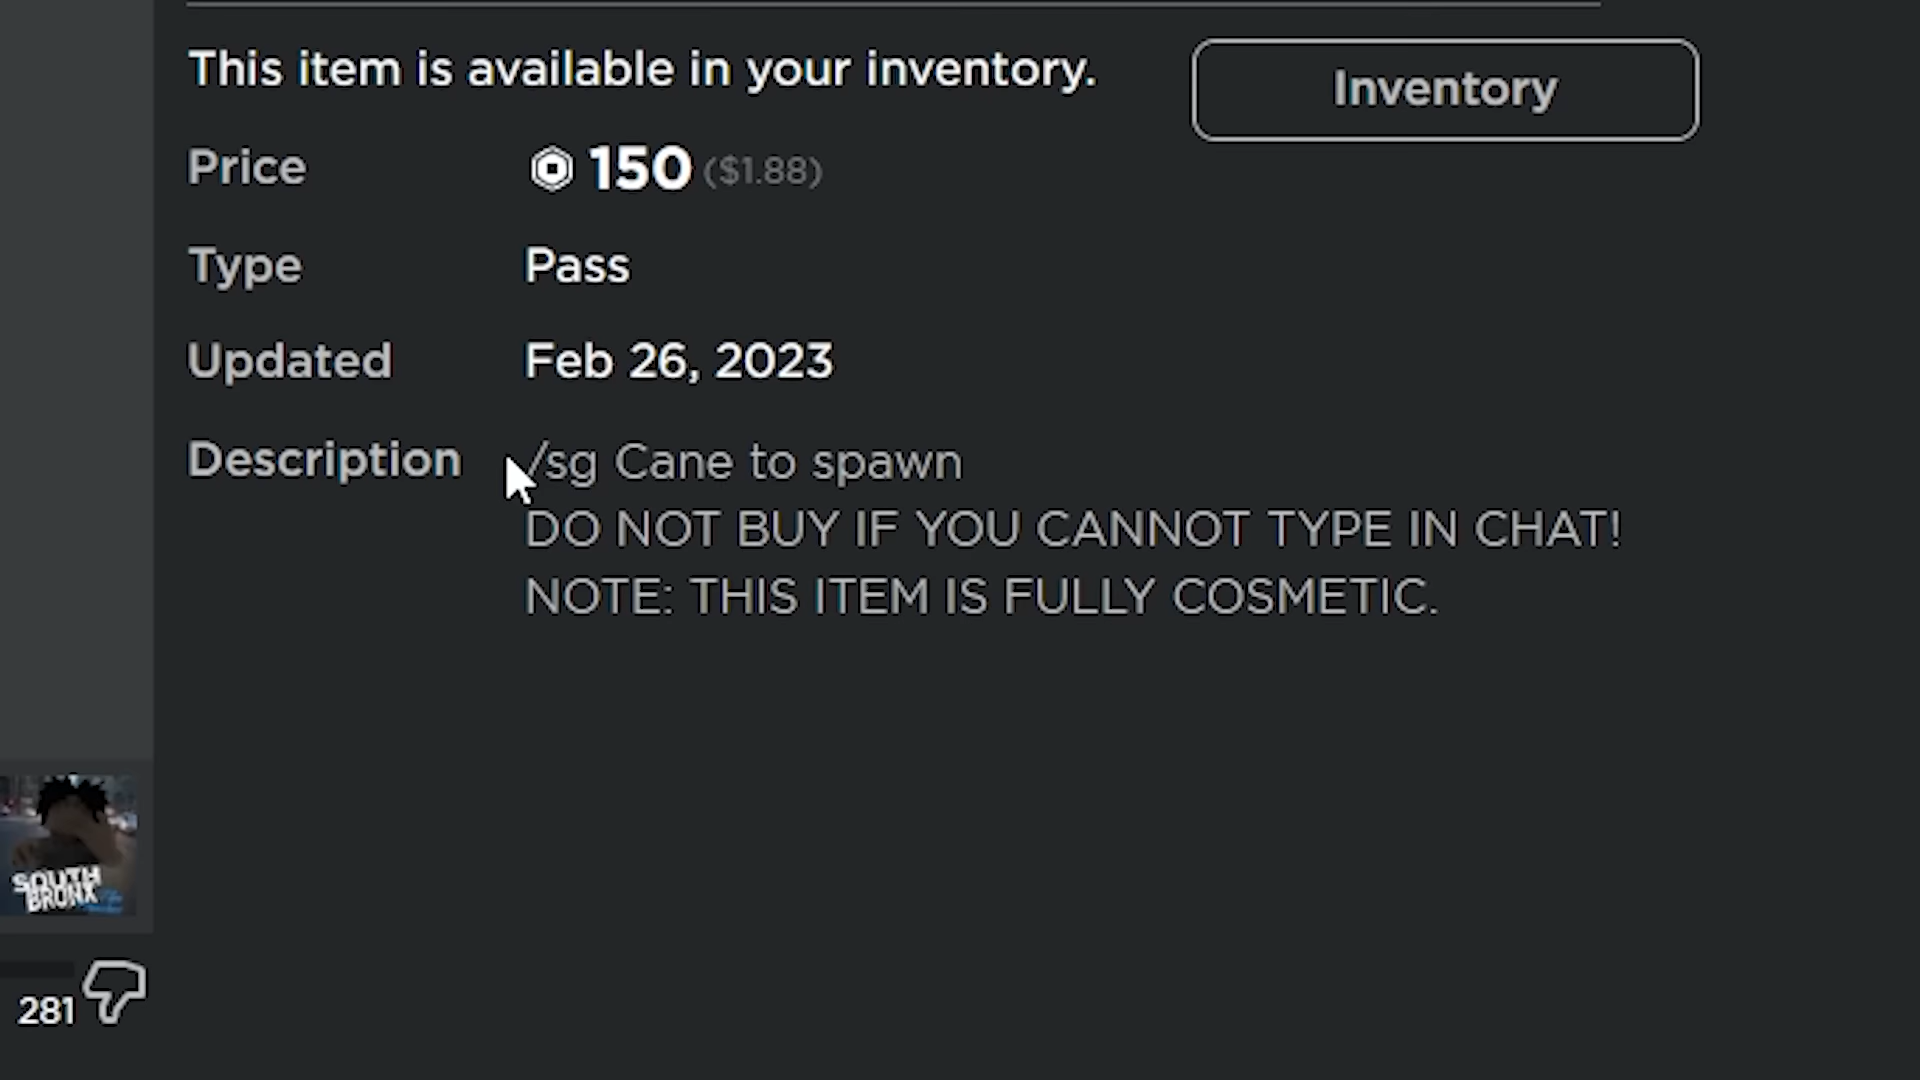 This item is available in your inventory.
Inventory
Price 150 ($1.88)
Type Pass
Updated Feb 26, 2023
Description /sg Cane to spawn
DO NOT BUY IF YOU CANNOT TYPE IN CHAT!
NOTE: THIS ITEM IS FULLY COSMETIC.
SOUTH
BRONX
281